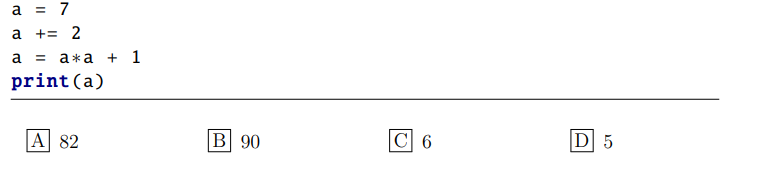 a = 7
a += 2
a = a*a + 1
print(a)
A 82 B 90 C 6 D 5